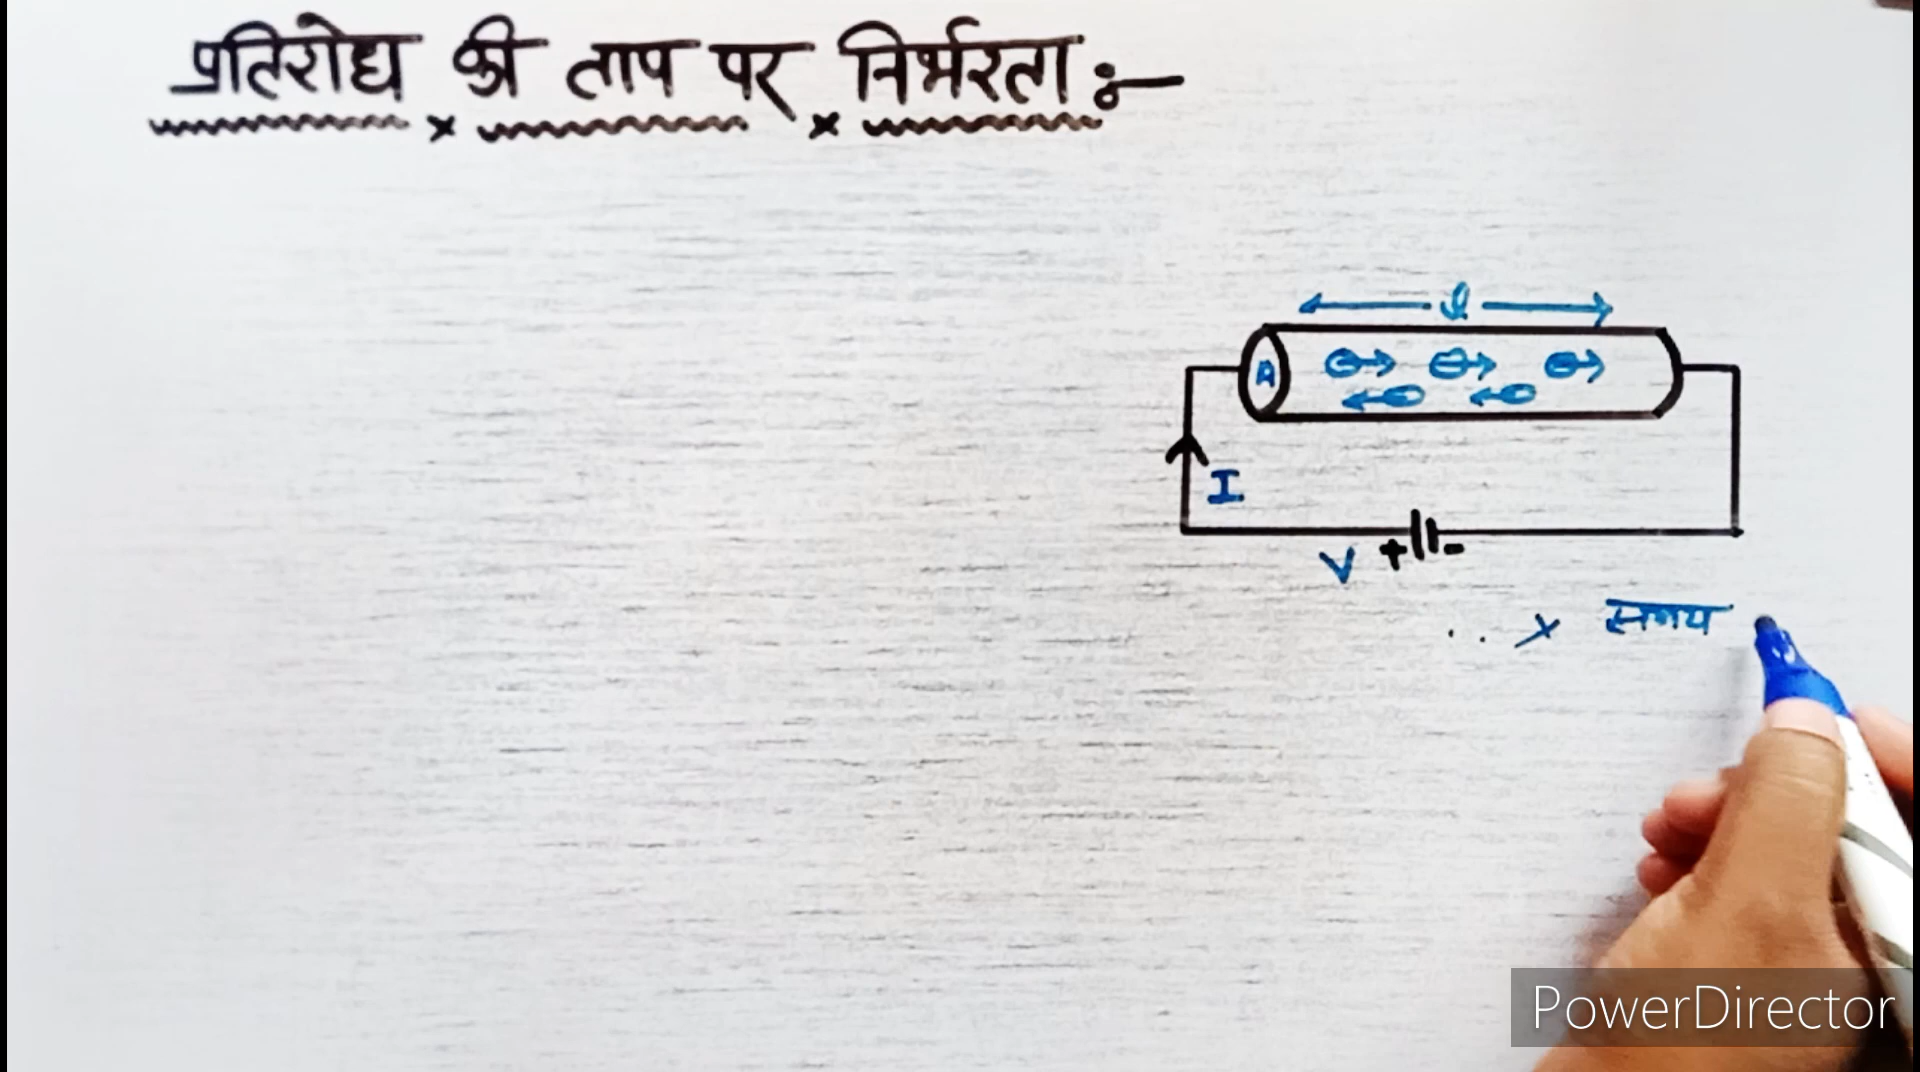 प्रतिरोध की ताप पर निर्भरता :-
l
A
I
V + -
.. × समय
PowerDirector